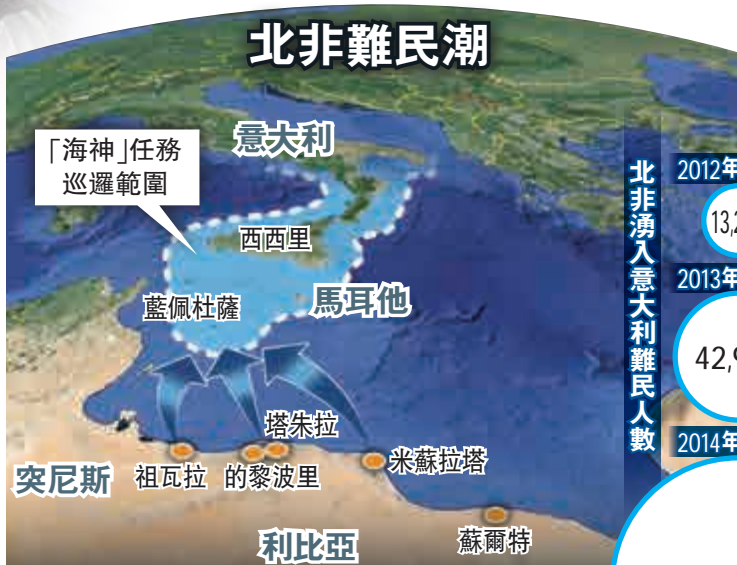 北非難民潮
「海神」任務
巡邏範圍
意大利
西西里
藍佩杜薩
馬耳他
塔朱拉
突尼斯
祖瓦拉
的黎波里
米蘇拉塔
利比亞
蘇爾特
北非湧入意大利難民人數
2012年
13,2
2013年
42,9
2014年